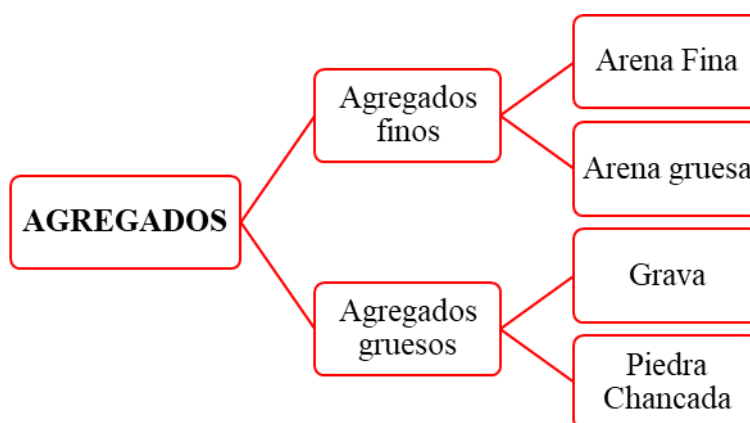 AGREGADOS
Agregados
finos
Arena Fina
Arena gruesa
Agregados
gruesos
Grava
Piedra
Chancada